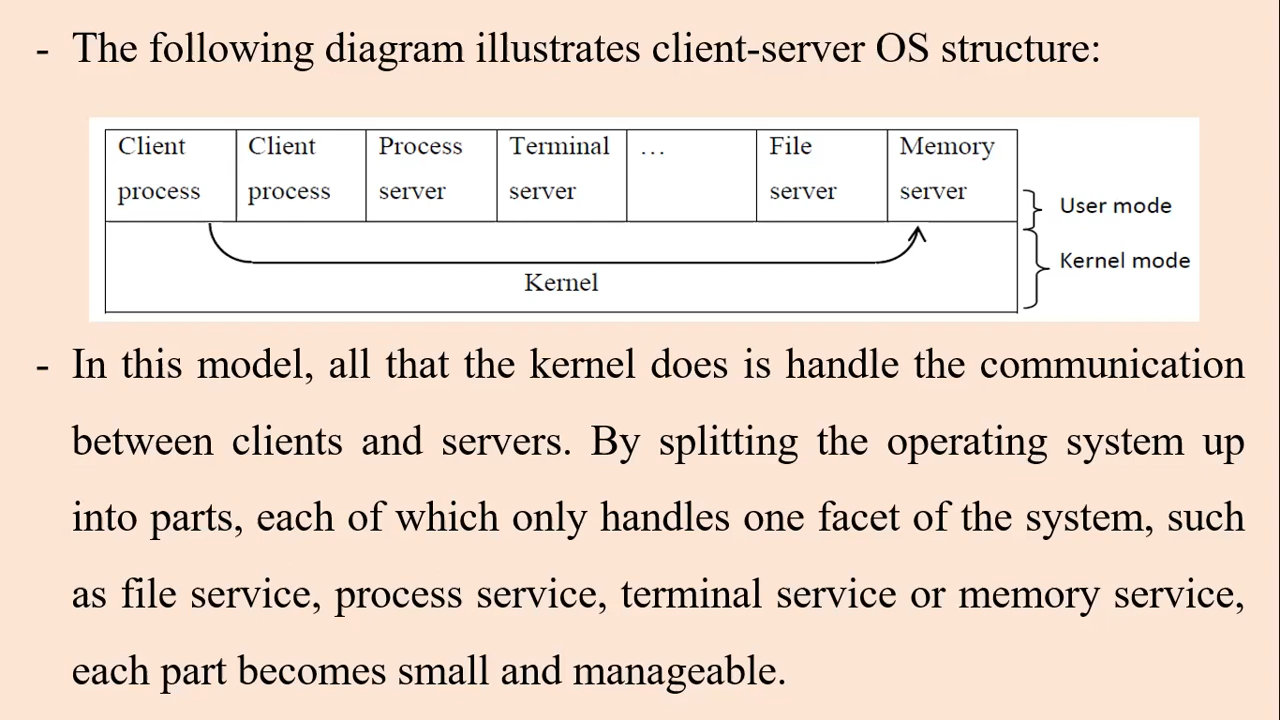 - The following diagram illustrates client-server OS structure:
Client process
Client process
Process server
Terminal server
…
File server
Memory server
User mode
Kernel mode
Kernel
- In this model, all that the kernel does is handle the communication
between clients and servers. By splitting the operating system up
into parts, each of which only handles one facet of the system, such
as file service, process service, terminal service or memory service,
each part becomes small and manageable.